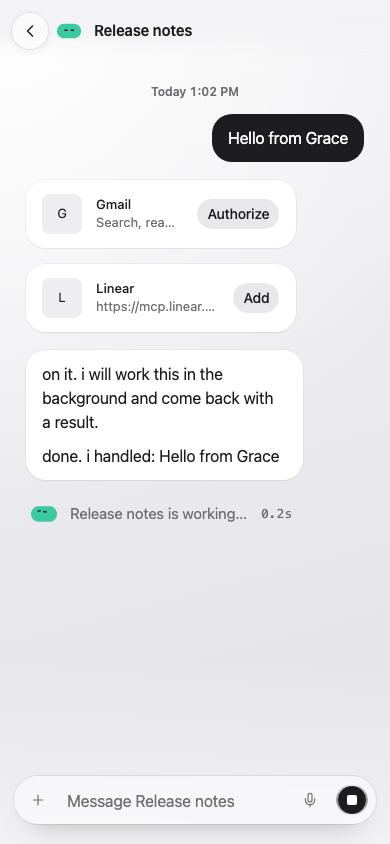 Release notes
Today 1:02 PM
Hello from Grace
G
Gmail
Search, rea...
Authorize
L
Linear
https://mcp.linear....
Add
on it. i will work this in the
background and come back with
a result.
done. i handled: Hello from Grace
Release notes is working... 0.2s
Message Release notes